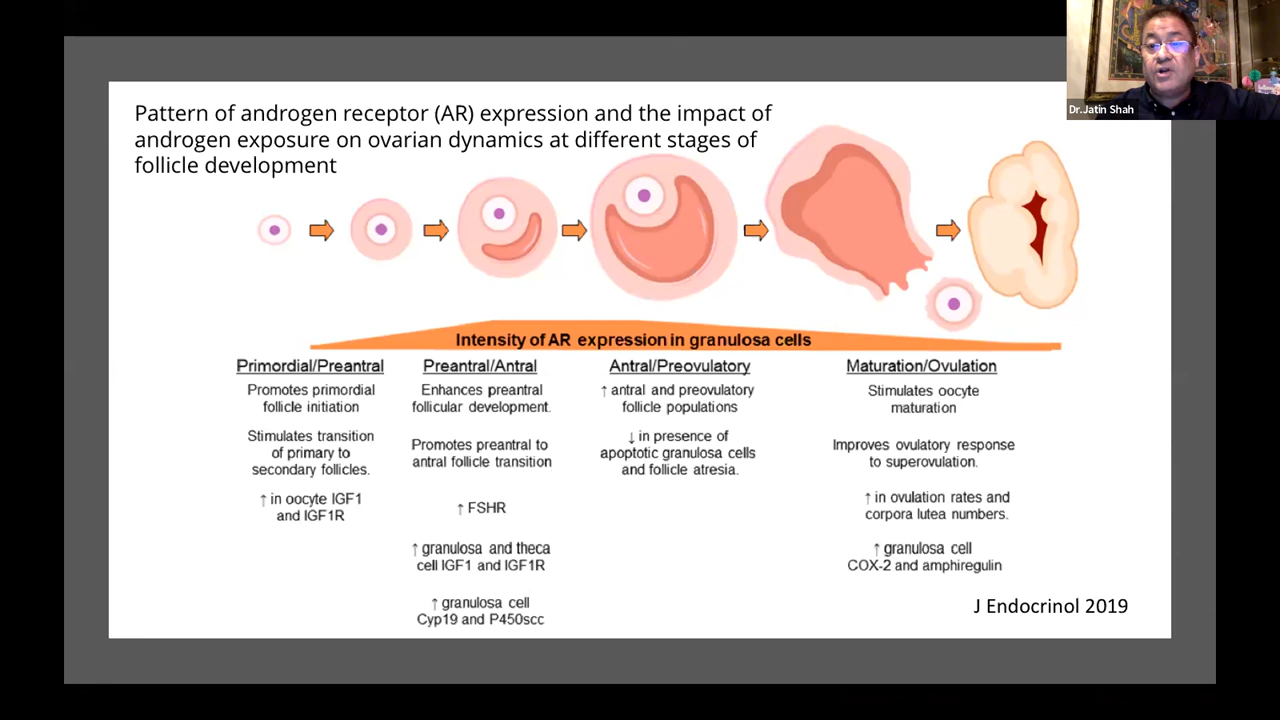 Dr.Jatin Shah
Pattern of androgen receptor (AR) expression and the impact of
androgen exposure on ovarian dynamics at different stages of
follicle development
Intensity of AR expression in granulosa cells
Primordial/Preantral
Promotes primordial
follicle initiation
Stimulates transition
of primary to
secondary follicles.
↑ in oocyte IGF1
and IGF1R
Preantral/Antral
Enhances preantral
follicular development.
Promotes preantral to
antral follicle transition
↑ FSHR
↑ granulosa and theca
cell IGF1 and IGF1R
↑ granulosa cell
Cyp19 and P450scc
Antral/Preovulatory
↑ antral and preovulatory
follicle populations
↓ in presence of
apoptotic granulosa cells
and follicle atresia.
Maturation/Ovulation
Stimulates oocyte
maturation
Improves ovulatory response
to superovulation.
↑ in ovulation rates and
corpora lutea numbers.
↑ granulosa cell
COX-2 and amphiregulin
J Endocrinol 2019